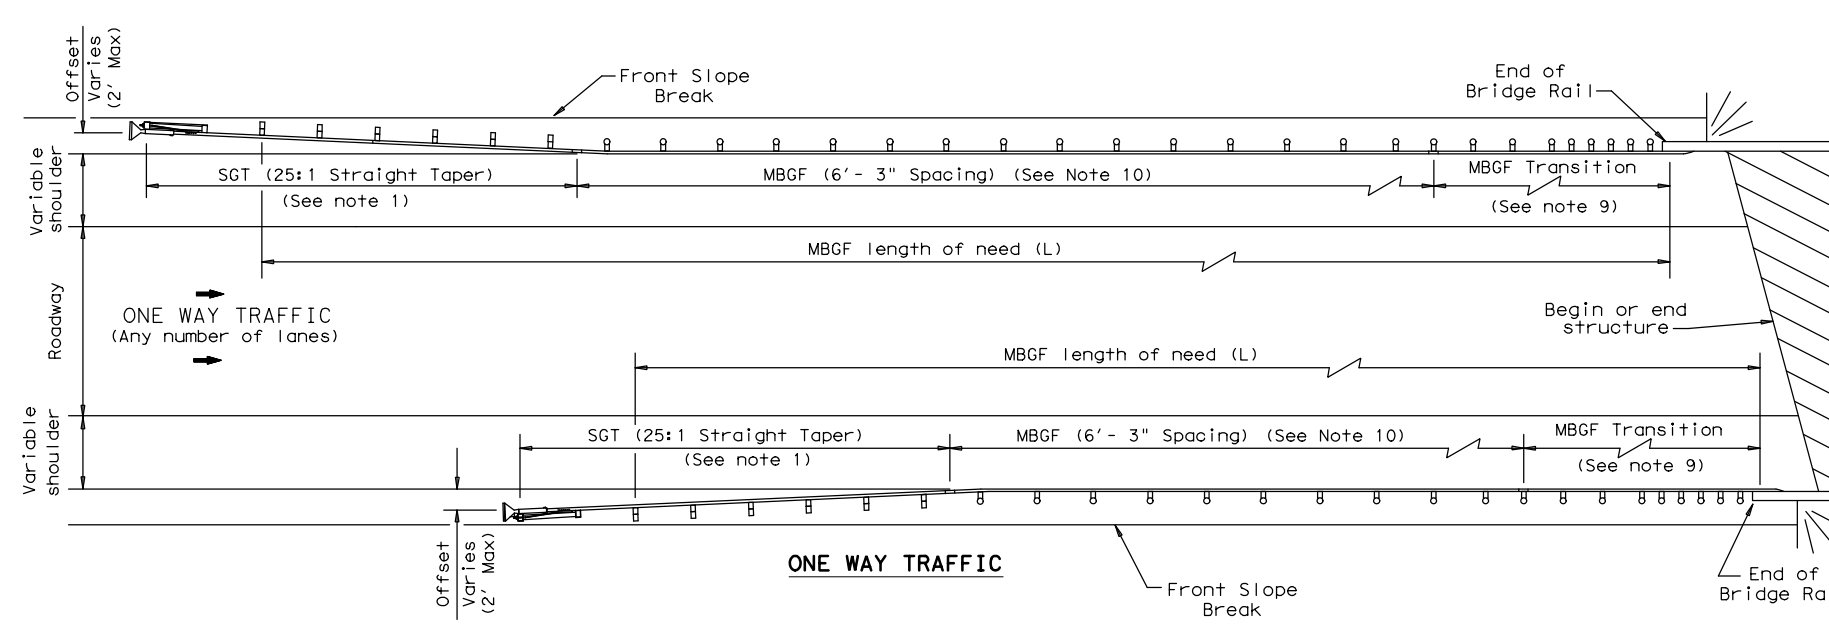 Offset
Varies
(2' Max)
Front Slope
Break
End of
Bridge Rail
Variable
shoulder
SGT (25:1 Straight Taper)
(See note 1)
MBGF (6'- 3" Spacing) (See Note 10)
MBGF Transition
(See note 9)
MBGF length of need (L)
Roadway
ONE WAY TRAFFIC
(Any number of lanes)
Begin or end
structure
MBGF length of need (L)
Variable
shoulder
SGT (25:1 Straight Taper)
(See note 1)
MBGF (6'- 3" Spacing) (See Note 10)
MBGF Transition
(See note 9)
Offset
Varies
(2' Max)
ONE WAY TRAFFIC
Front Slope
Break
End of
Bridge Ra